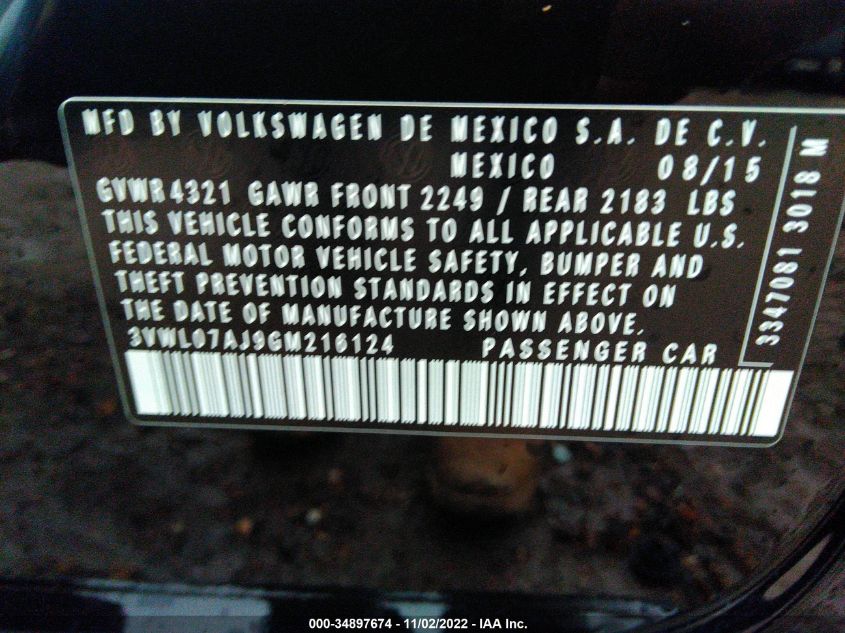 MFD BY VOLKSWAGEN DE MEXICO S.A. DE C.V.
MEXICO 08/15
GVWR 4321 GAWR FRONT 2249 / REAR 2183 LBS
THIS VEHICLE CONFORMS TO ALL APPLICABLE U.S.
FEDERAL MOTOR VEHICLE SAFETY, BUMPER AND
THEFT PREVENTION STANDARDS IN EFFECT ON
THE DATE OF MANUFACTURE SHOWN ABOVE.
3VWL07AJ9GM216124 PASSENGER CAR
3347081 3018 M
000-34897674 - 11/02/2022 - IAA Inc.